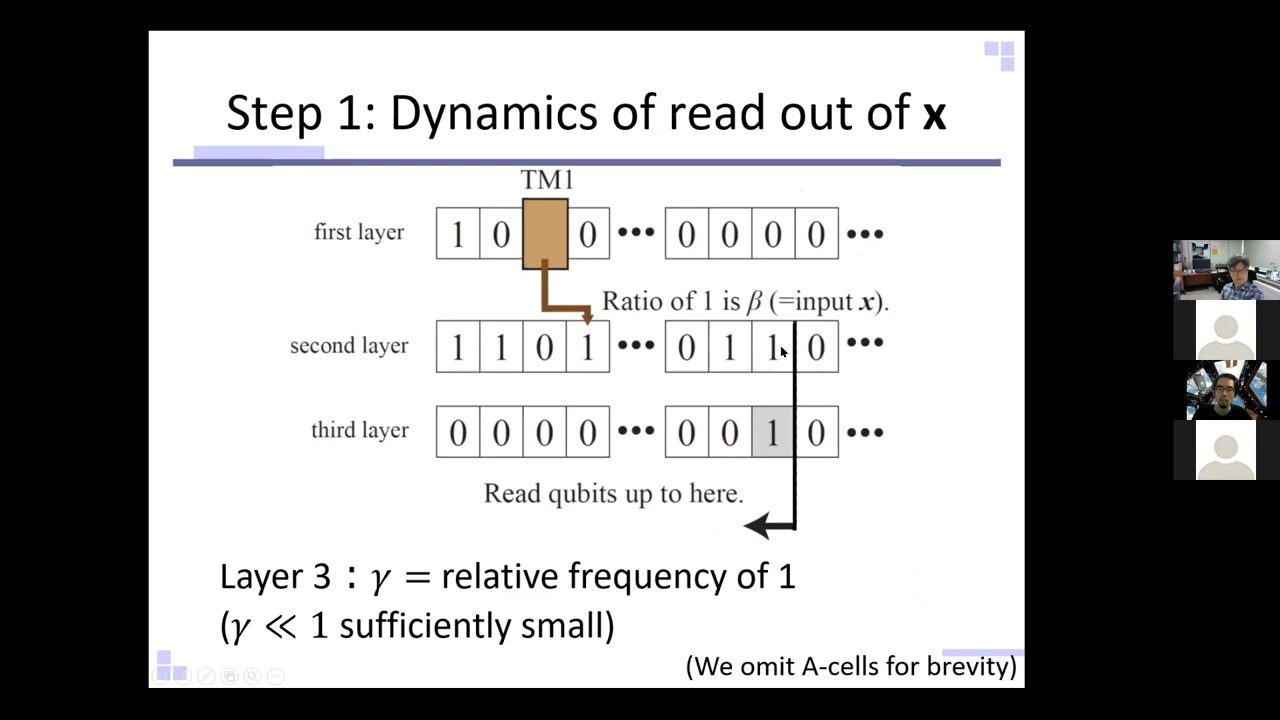 Step 1: Dynamics of read out of x
TM1
first layer 1 0 0 ••• 0 0 0 0 •••
Ratio of 1 is β (=input x).
second layer 1 1 0 1 ••• 0 1 1 0 •••
third layer 0 0 0 0 ••• 0 0 1 0 •••
Read qubits up to here.
Layer 3 : γ = relative frequency of 1
(γ ≪ 1 sufficiently small)
(We omit A-cells for brevity)